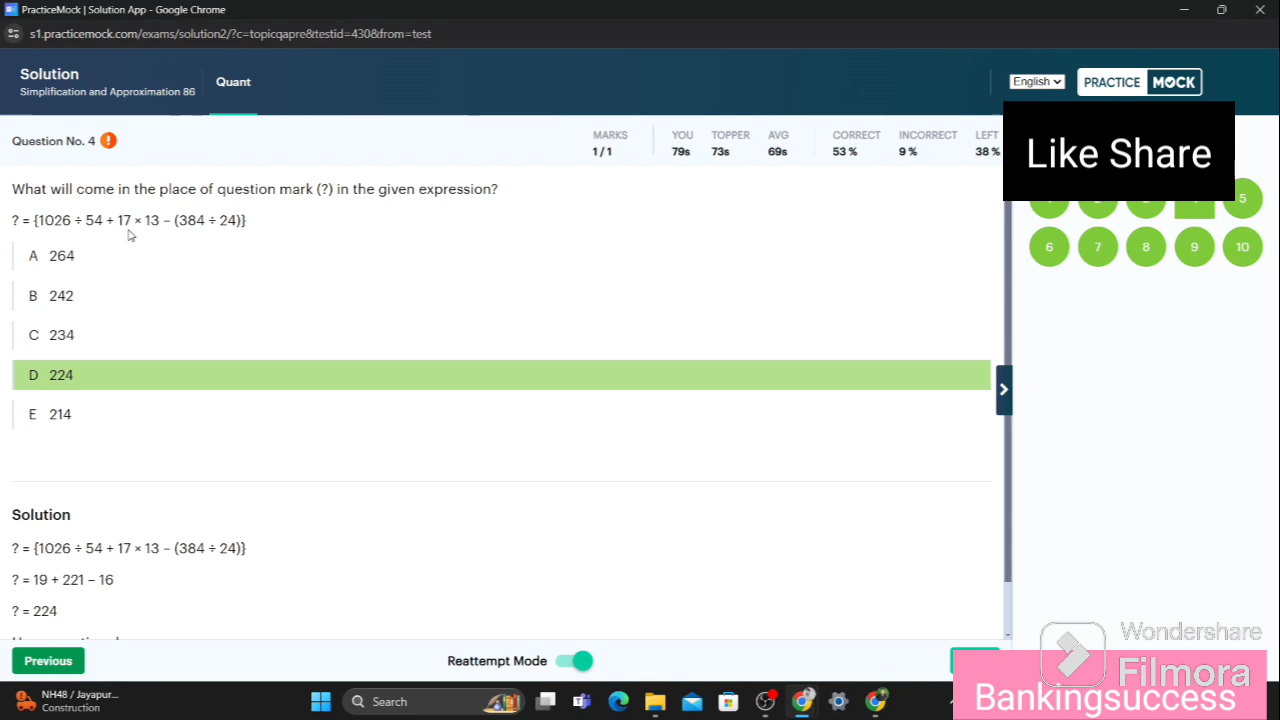 PracticeMock | Solution App - Google Chrome
s1.practicemock.com/exams/solution2/?c=topicqapre&testid=430&from=test
Solution
Simplification and Approximation 86
Quant
English
PRACTICE MOCK
Like Share
Question No. 4
MARKS YOU TOPPER AVG CORRECT INCORRECT LEFT
1 / 1 79s 73s 69s 53 % 9 % 38 %
What will come in the place of question mark (?) in the given expression?
? = {1026 ÷ 54 + 17 × 13 – (384 ÷ 24)}
A 264
B 242
C 234
D 224
E 214
5
6 7 8 9 10
Solution
? = {1026 ÷ 54 + 17 × 13 – (384 ÷ 24)}
? = 19 + 221 – 16
? = 224
Previous
Reattempt Mode
Wondershare
Filmora
Bankingsuccess
NH48 / Jayapur...
Construction
Search